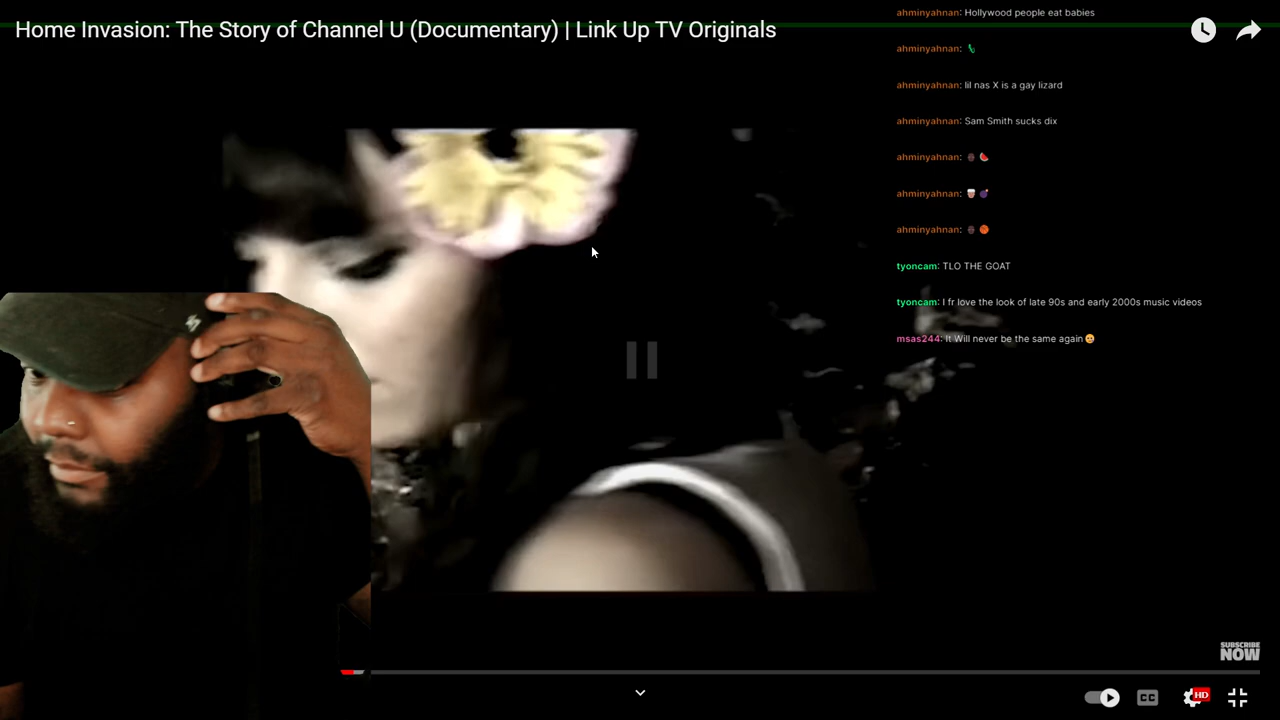 Home Invasion: The Story of Channel U (Documentary) | Link Up TV Originals
ahminyahnan: Hollywood people eat babies
ahminyahnan:
ahminyahnan: lil nas X is a gay lizard
ahminyahnan: Sam Smith sucks dix
ahminyahnan:
ahminyahnan:
ahminyahnan:
tyoncam: TLO THE GOAT
tyoncam: I fr love the look of late 90s and early 2000s music videos
msas244: It Will never be the same again
SUBSCRIBE
NOW
CC
HD